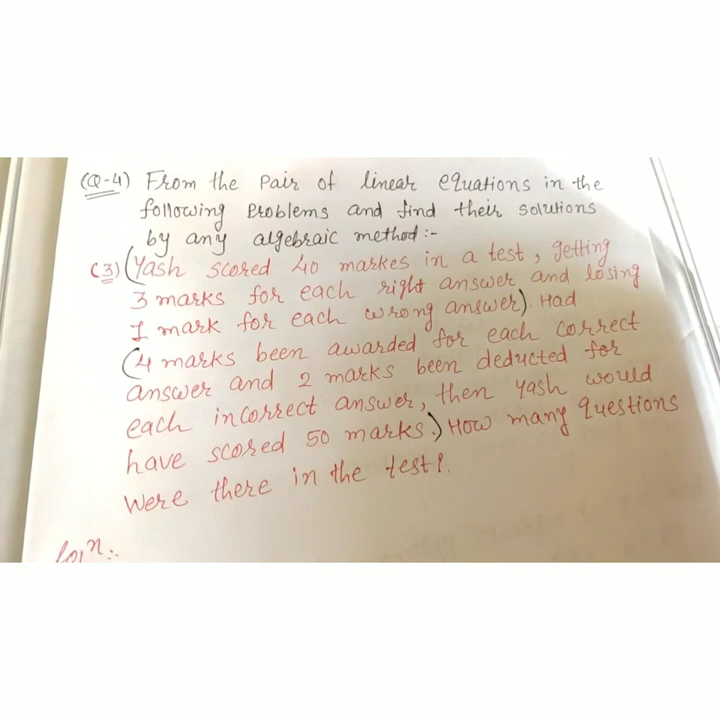 (Q-4) From the Pair of linear equations in the
following Problems and find their solutions
by any algebraic method:-
(3) (Yash scored 40 markes in a test, getting
3 marks for each right answer and losing
1 mark for each wrong answer). Had
(4 marks been awarded for each correct
answer and 2 marks been deducted for
each incorrect answer, then Yash would
have scored 50 marks.) How many questions
were there in the test?.
Solⁿ:-